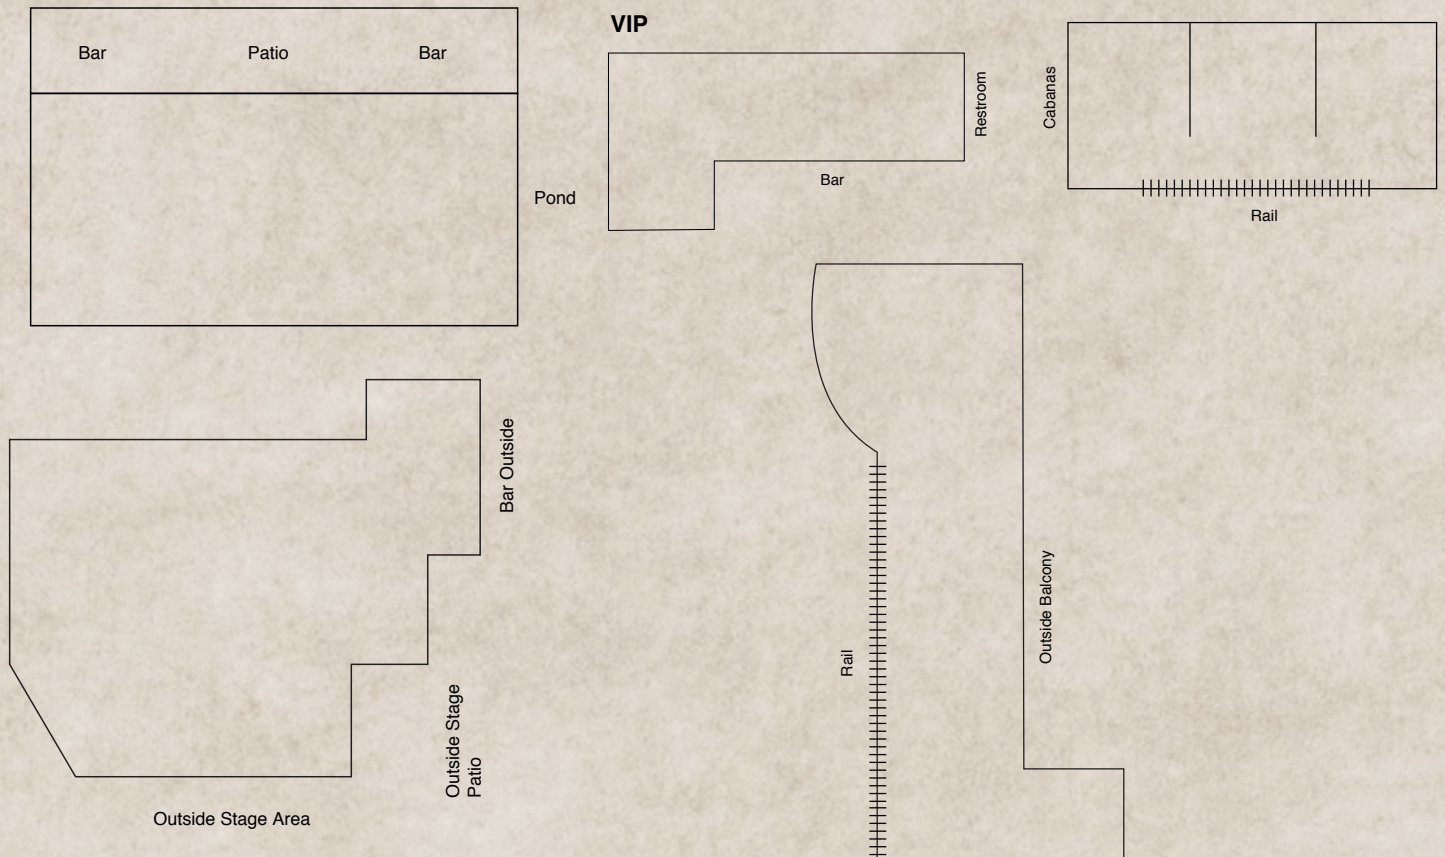 Bar
Patio
Bar
Pond
VIP
Restroom
Bar
Cabanas
Rail
Bar Outside
Outside Stage
Patio
Outside Stage Area
Rail
Outside Balcony